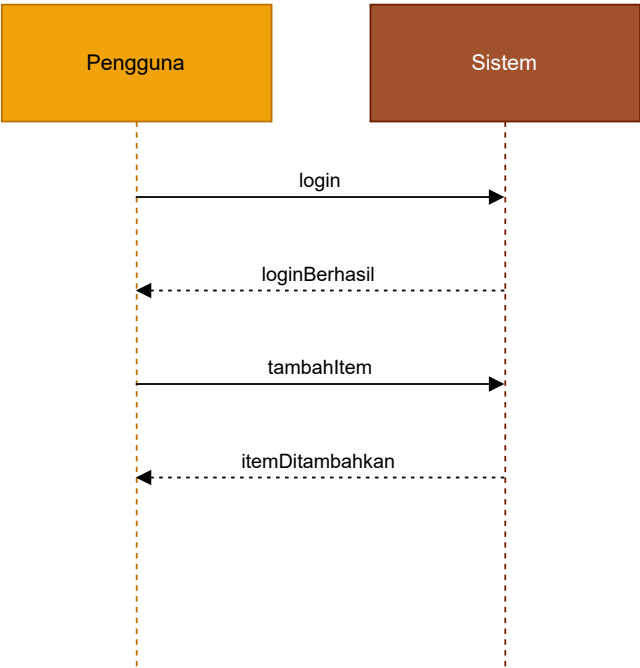 Pengguna
Sistem
login
loginBerhasil
tambahItem
itemDitambahkan